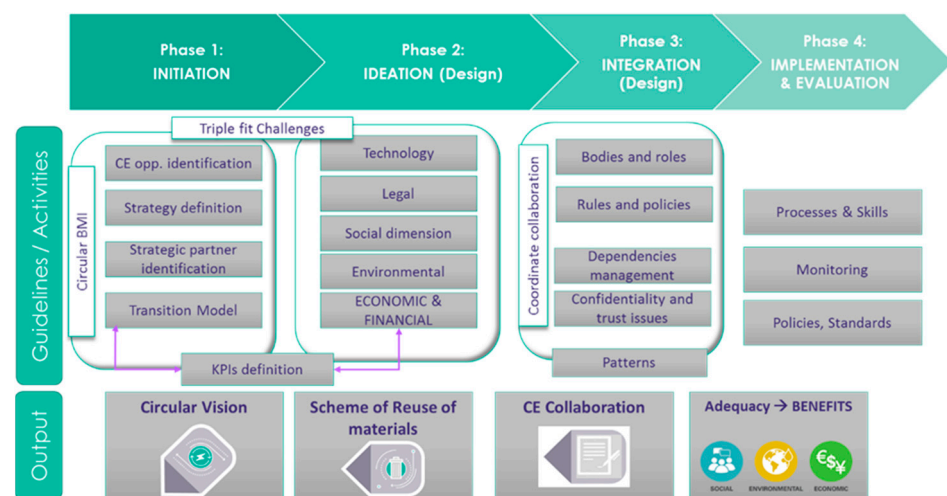 Phase 1:
INITIATION
Phase 2:
IDEATION (Design)
Phase 3:
INTEGRATION
(Design)
Phase 4:
IMPLEMENTATION
& EVALUATION
Guidelines / Activities
Triple fit Challenges
Circular BMI
CE opp. identification
Strategy definition
Strategic partner
identification
Transition Model
Technology
Legal
Social dimension
Environmental
ECONOMIC &
FINANCIAL
KPIs definition
Coordinate collaboration
Bodies and roles
Rules and policies
Dependencies
management
Confidentiality and
trust issues
Patterns
Processes & Skills
Monitoring
Policies, Standards
Output
Circular Vision
Scheme of Reuse of
materials
CE Collaboration
Adequacy → BENEFITS
€$¥
SOCIAL
ENVIRONMENTAL
ECONOMIC